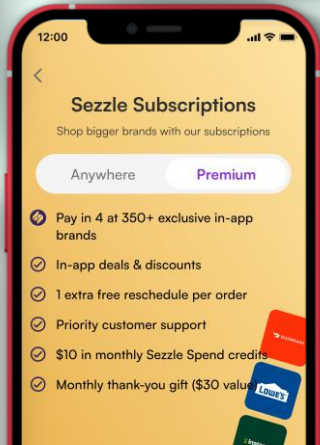 12:00
Sezzle Subscriptions
Shop bigger brands with our subscriptions
Anywhere Premium
Pay in 4 at 350+ exclusive in-app
brands
In-app deals & discounts
1 extra free reschedule per order
Priority customer support
$10 in monthly Sezzle Spend credits
DOORDASH
Monthly thank-you gift ($30 value)
LOWE'S